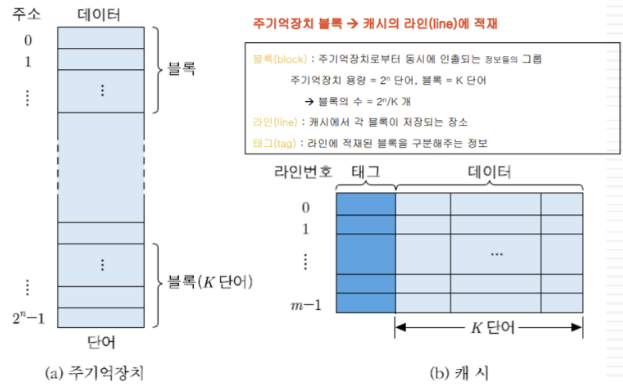 주소
데이터
0
1
⋮
블록
⋮
⋮
블록(K 단어)
⋮
2ⁿ−1
단어
(a) 주기억장치
주기억장치 블록 → 캐시의 라인(line)에 적재
블록(block) : 주기억장치로부터 동시에 인출되는 정보들의 그룹
주기억장치 용량 = 2ⁿ 단어, 블록 = K 단어
→ 블록의 수 = 2ⁿ/K 개
라인(line) : 캐시에서 각 블록이 저장되는 장소
태그(tag) : 라인에 적재된 블록을 구분해주는 정보
라인번호 태그 데이터
0
1
⋮
...
m−1
K 단어
(b) 캐 시